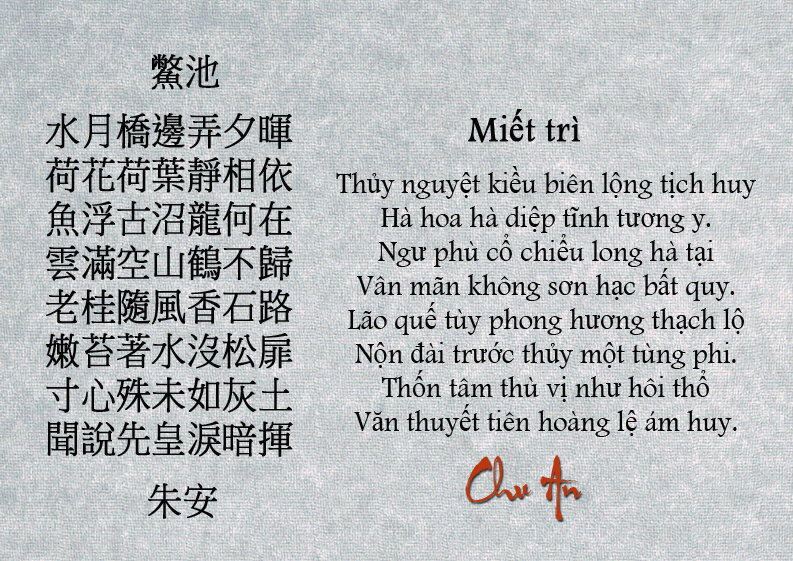 鱉池
水月橋邊弄夕暉
荷花荷葉靜相依
魚浮古沼龍何在
雲滿空山鶴不歸
老桂隨風香石路
嫩苔著水沒松扉
寸心殊未如灰土
聞說先皇淚暗揮
朱安
Miết trì
Thủy nguyệt kiều biên lộng tịch huy
Hà hoa hà diệp tĩnh tương y.
Ngư phù cổ chiểu long hà tại
Vân mãn không sơn hạc bất quy.
Lão quế tùy phong hương thạch lộ
Nộn đài trước thủy một tùng phi.
Thốn tâm thù vị như hôi thổ
Văn thuyết tiên hoàng lệ ám huy.
Chu An